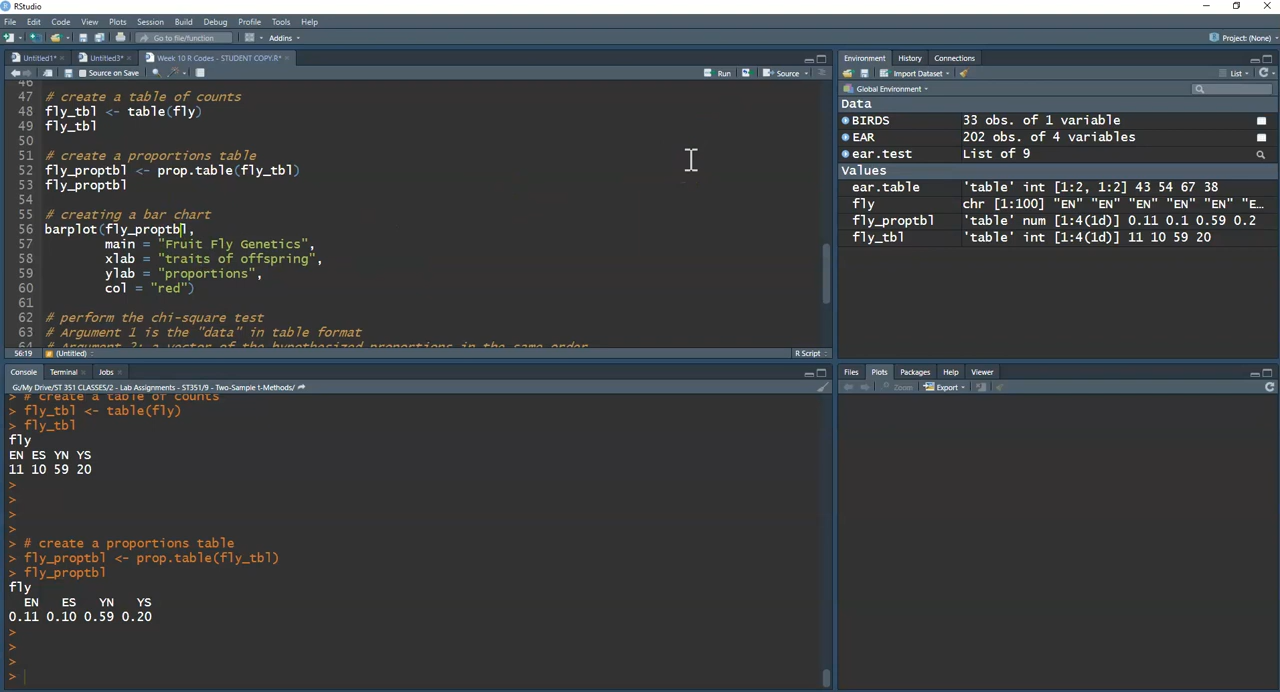 RStudio
File Edit Code View Plots Session Build Debug Profile Tools Help
Go to file/function Addins Project: (None)
Untitled1* Untitled3* Week 10 R Codes - STUDENT COPY.R*
Source on Save Run Source
46
47 # create a table of counts
48 fly_tbl <- table(fly)
49 fly_tbl
50
51 # create a proportions table
52 fly_proptbl <- prop.table(fly_tbl)
53 fly_proptbl
54
55 # creating a bar chart
56 barplot(fly_proptbl,
57 main = "Fruit Fly Genetics",
58 xlab = "traits of offspring",
59 ylab = "proportions",
60 col = "red")
61
62 # perform the chi-square test
63 # Argument 1 is the "data" in table format
64 # Argument 2: a vector of the hypothesized proportions in the same order
56:19 (Untitled) R Script
Console Terminal Jobs
G:/My Drive/ST 351 CLASSES/2 - Lab Assignments - ST351/9 - Two-Sample t-Methods/
> # create a table of counts
> fly_tbl <- table(fly)
> fly_tbl
fly
EN ES YN YS
11 10 59 20
>
>
>
>
> # create a proportions table
> fly_proptbl <- prop.table(fly_tbl)
> fly_proptbl
fly
EN ES YN YS
0.11 0.10 0.59 0.20
>
>
>
>
Environment History Connections
Import Dataset List
Global Environment
Data
BIRDS 33 obs. of 1 variable
EAR 202 obs. of 4 variables
ear.test List of 9
Values
ear.table 'table' int [1:2, 1:2] 43 54 67 38
fly chr [1:100] "EN" "EN" "EN" "EN" "EN" "E...
fly_proptbl 'table' num [1:4(1d)] 0.11 0.1 0.59 0.2
fly_tbl 'table' int [1:4(1d)] 11 10 59 20
Files Plots Packages Help Viewer
Zoom Export